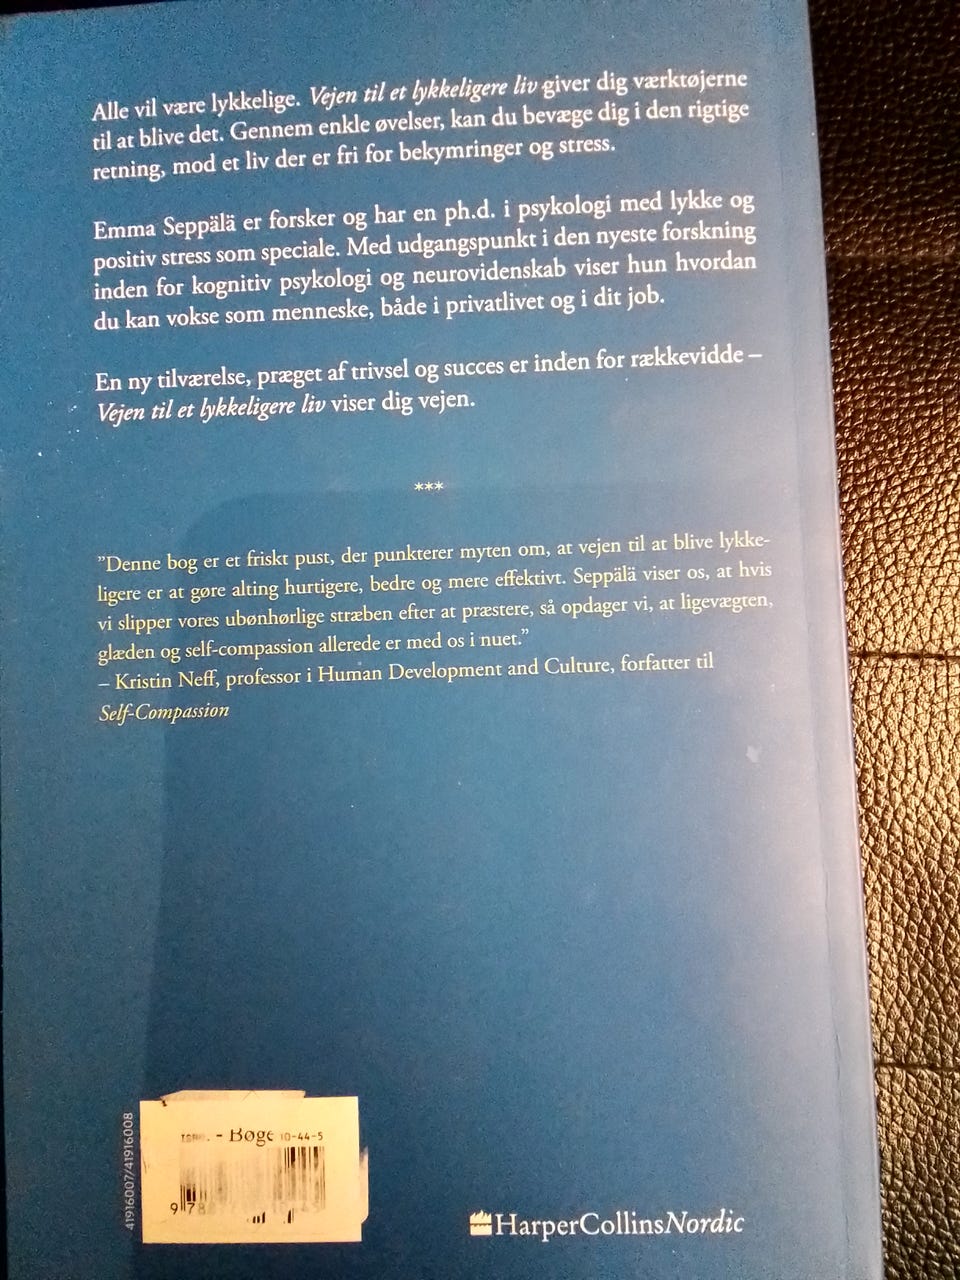 Alle vil være lykkelige. Vejen til et lykkeligere liv giver dig værktøjerne
til at blive det. Gennem enkle øvelser, kan du bevæge dig i den rigtige
retning, mod et liv der er fri for bekymringer og stress.
Emma Seppälä er forsker og har en ph.d. i psykologi med lykke og
positiv stress som speciale. Med udgangspunkt i den nyeste forskning
inden for kognitiv psykologi og neurovidenskab viser hun hvordan
du kan vokse som menneske, både i privatlivet og i dit job.
En ny tilværelse, præget af trivsel og succes er inden for rækkevidde –
Vejen til et lykkeligere liv viser dig vejen.
***
”Denne bog er et friskt pust, der punkterer myten om, at vejen til at blive lykke-
ligere er at gøre alting hurtigere, bedre og mere effektivt. Seppälä viser os, at hvis
vi slipper vores ubønhørlige stræben efter at præstere, så opdager vi, at ligevægten,
glæden og self-compassion allerede er med os i nuet.”
– Kristin Neff, professor i Human Development and Culture, forfatter til
Self-Compassion
41916007/41916008
- Bøge 10-44-5
978
HarperCollinsNordic